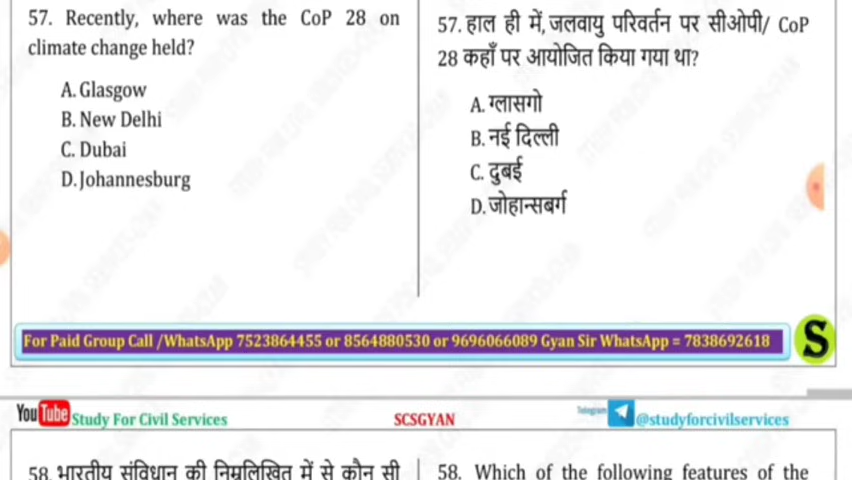 57. Recently, where was the CoP 28 on
climate change held?
A. Glasgow
B. New Delhi
C. Dubai
D. Johannesburg
57. हाल ही में, जलवायु परिवर्तन पर सीओपी/ CoP
28 कहाँ पर आयोजित किया गया था?
A. ग्लासगो
B. नई दिल्ली
C. दुबई
D. जोहान्सबर्ग
For Paid Group Call /WhatsApp 7523864455 or 8564880530 or 9696066089 Gyan Sir WhatsApp = 7838692618
S
YouTube Study For Civil Services
SCSGYAN
Telegram @studyforcivilservices
58. भारतीय संविधान की निम्नलिखित में से कौन सी
58. Which of the following features of the